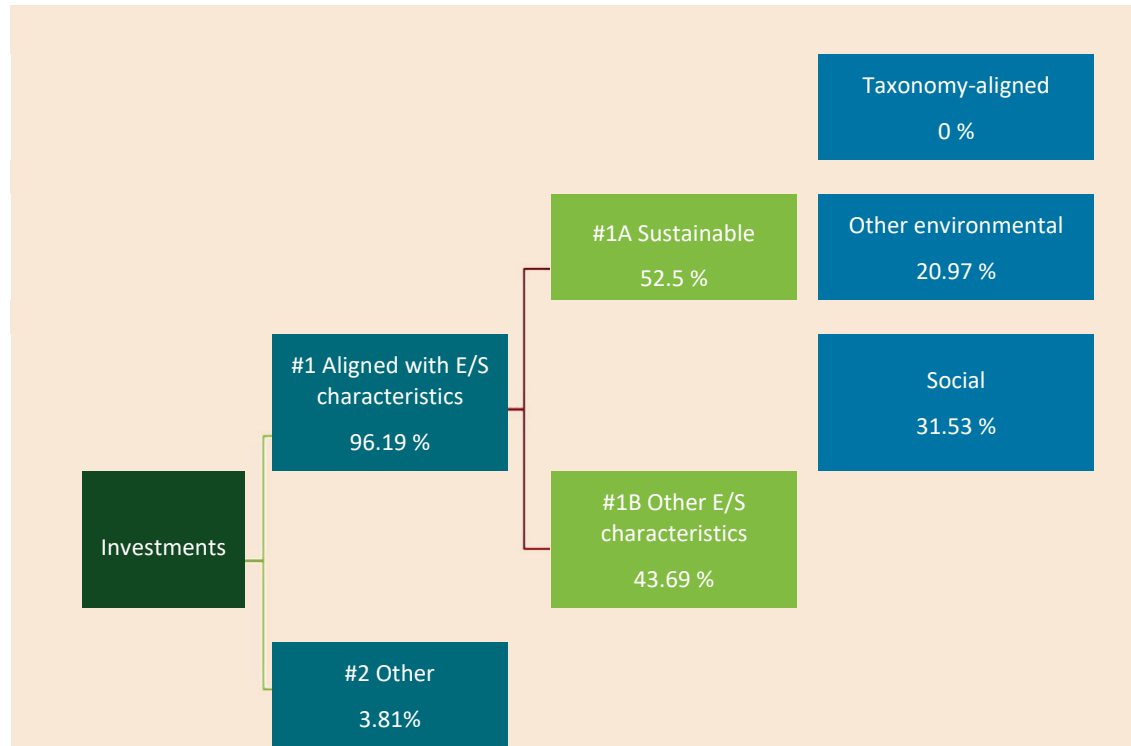 Taxonomy-aligned
0 %
#1A Sustainable
52.5 %
Other environmental
20.97 %
#1 Aligned with E/S
characteristics
96.19 %
Social
31.53 %
Investments
#1B Other E/S
characteristics
43.69 %
#2 Other
3.81%